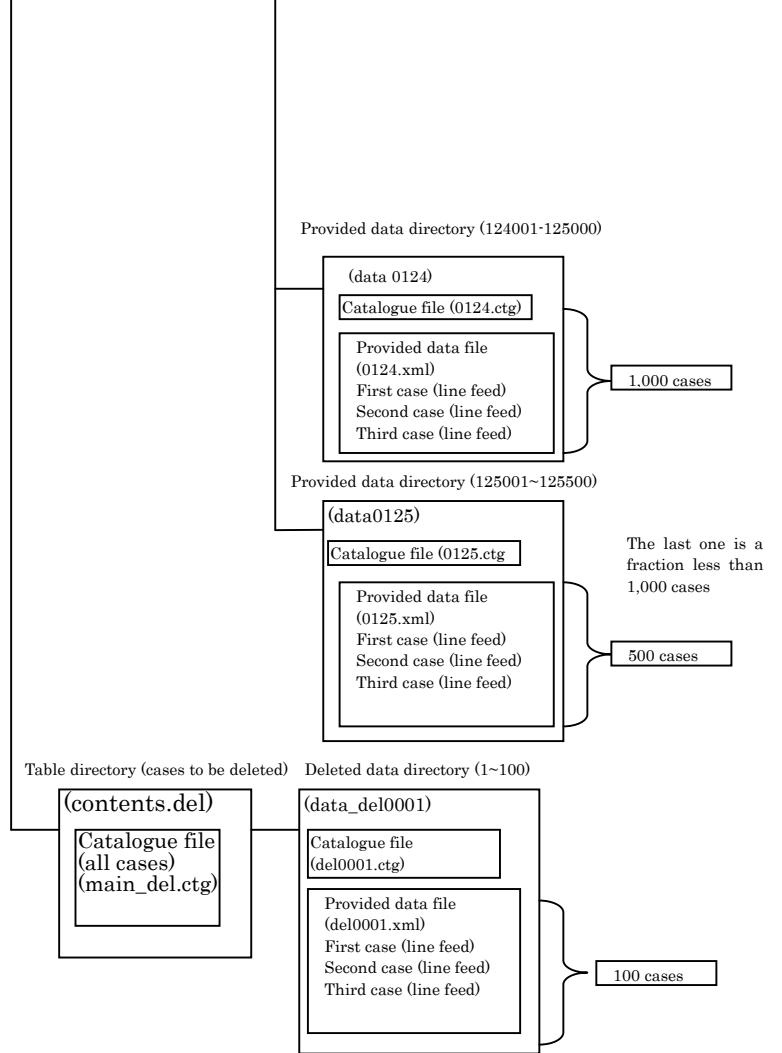 Provided data directory (124001-125000)
(data 0124)
Catalogue file (0124.ctg)
Provided data file
(0124.xml)
First case (line feed)
Second case (line feed)
Third case (line feed)
1,000 cases
Provided data directory (125001~125500)
(data0125)
Catalogue file (0125.ctg
Provided data file
(0125.xml)
First case (line feed)
Second case (line feed)
Third case (line feed)
The last one is a
fraction less than
1,000 cases
500 cases
Table directory (cases to be deleted)
(contents.del)
Catalogue file
(all cases)
(main_del.ctg)
Deleted data directory (1~100)
(data_del0001)
Catalogue file
(del0001.ctg)
Provided data file
(del0001.xml)
First case (line feed)
Second case (line feed)
Third case (line feed)
100 cases